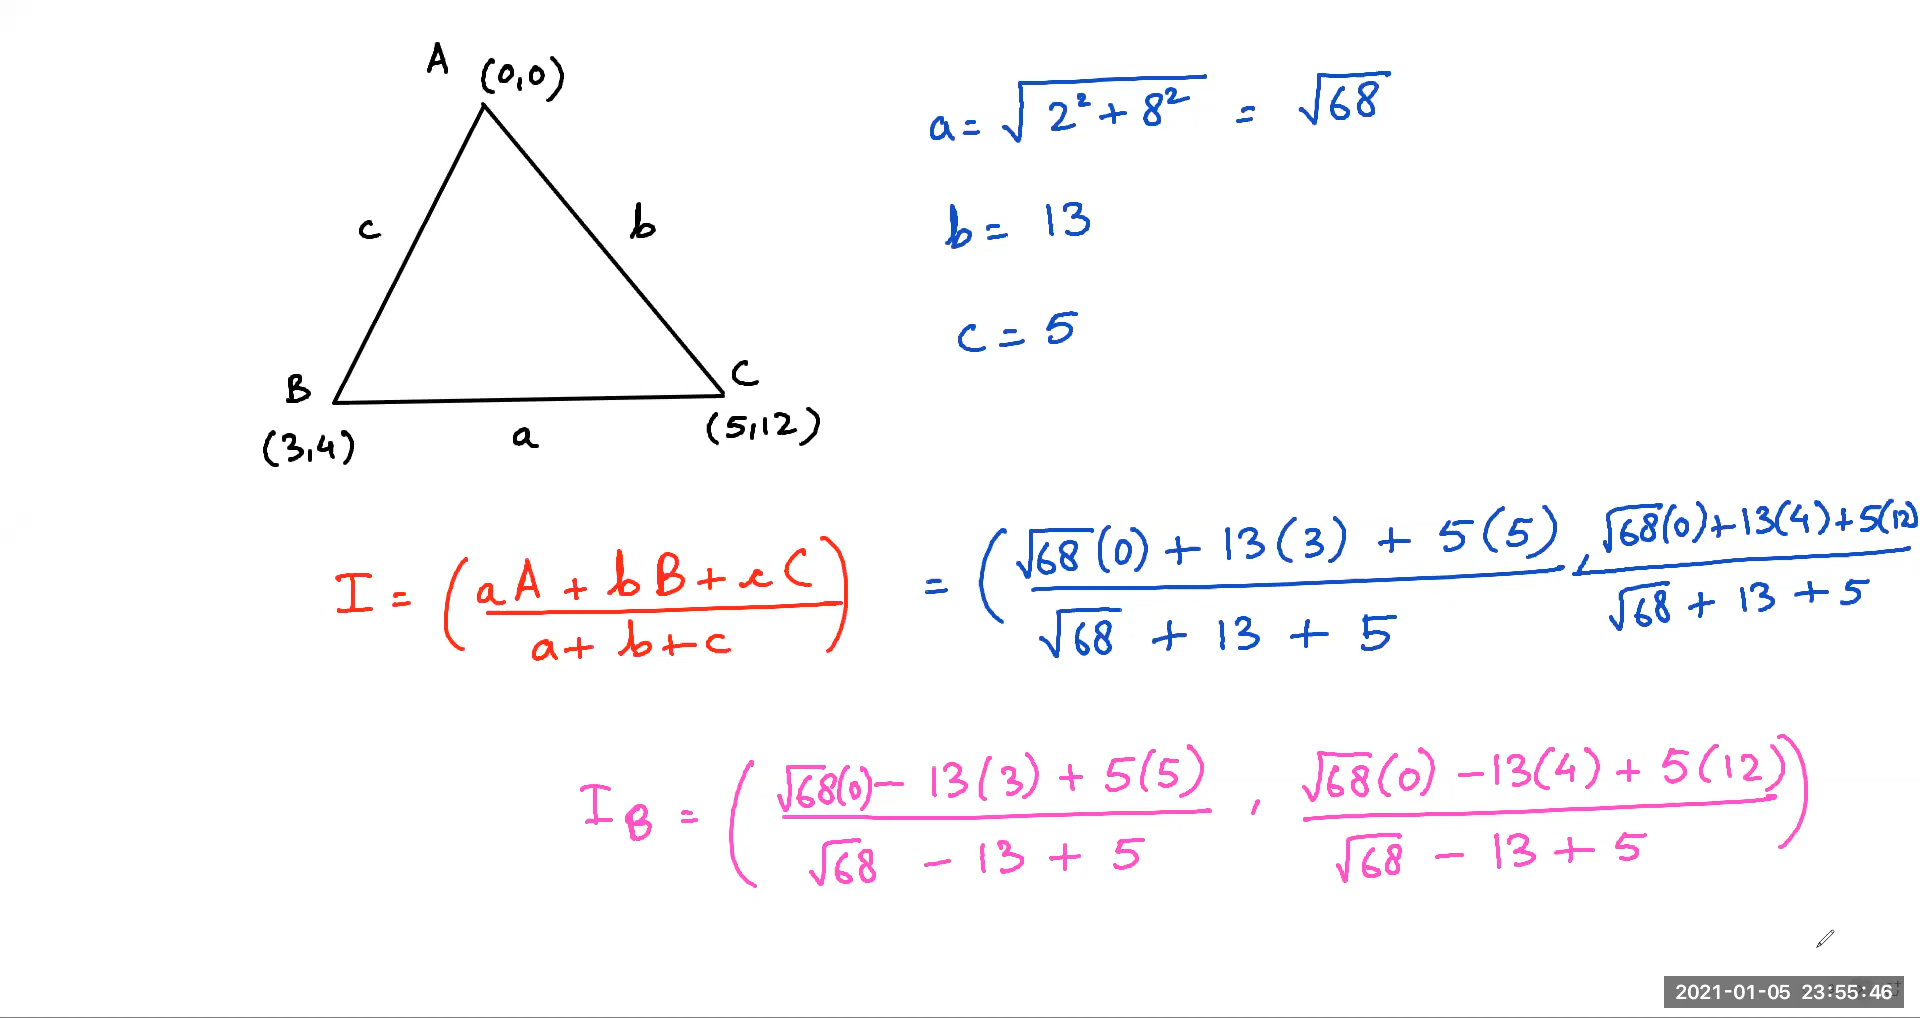 A (0,0)
a = √(2² + 8²) = √68
c b
b = 13
c = 5
B C
(3,4) a (5,12)
I = (aA + bB + cC / a + b + c) = (√68(0) + 13(3) + 5(5) / √68 + 13 + 5 , √68(0) + 13(4) + 5(12) / √68 + 13 + 5
I_B = (√68(0) − 13(3) + 5(5) / √68 − 13 + 5 , √68(0) − 13(4) + 5(12) / √68 − 13 + 5)
2021-01-05 23:55:46